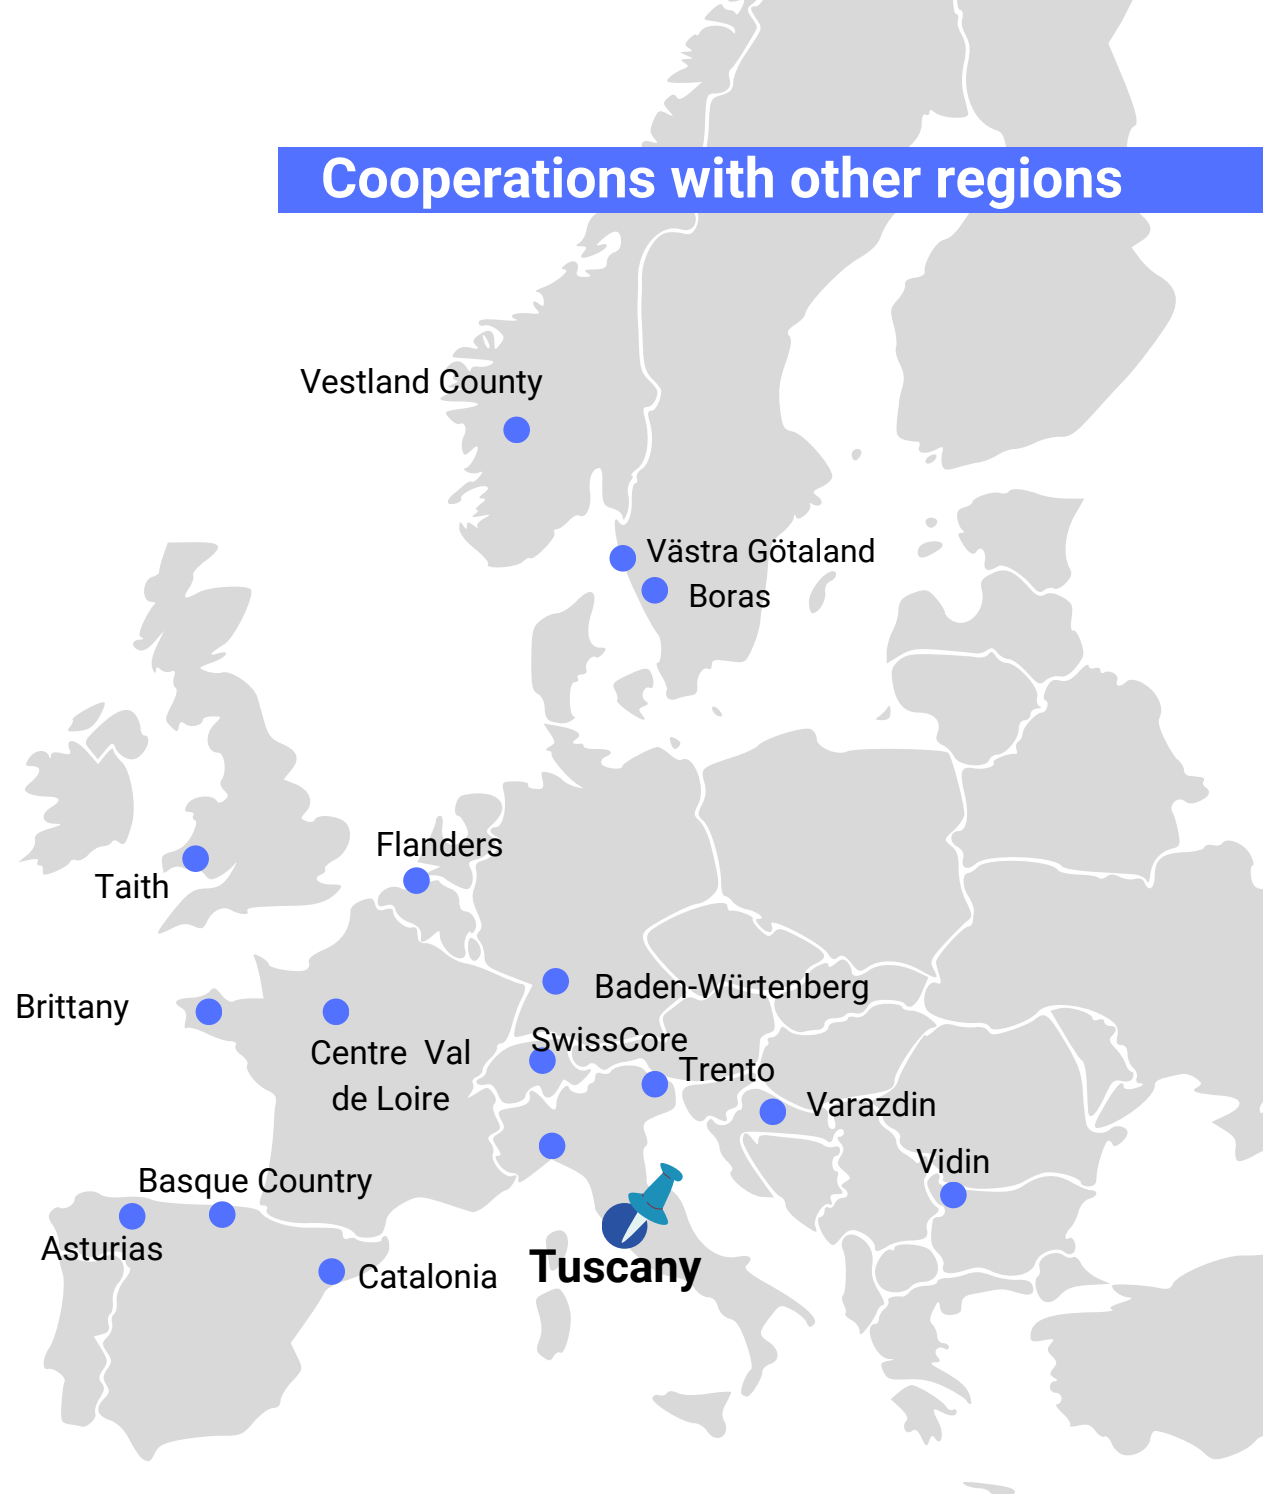 Cooperations with other regions
Vestland County
Västra Götaland
Boras
Flanders
Taith
Baden-Würtenberg
Brittany
SwissCore
Centre Val
de Loire
Trento
Varazdin
Vidin
Basque Country
Asturias
Catalonia
Tuscany